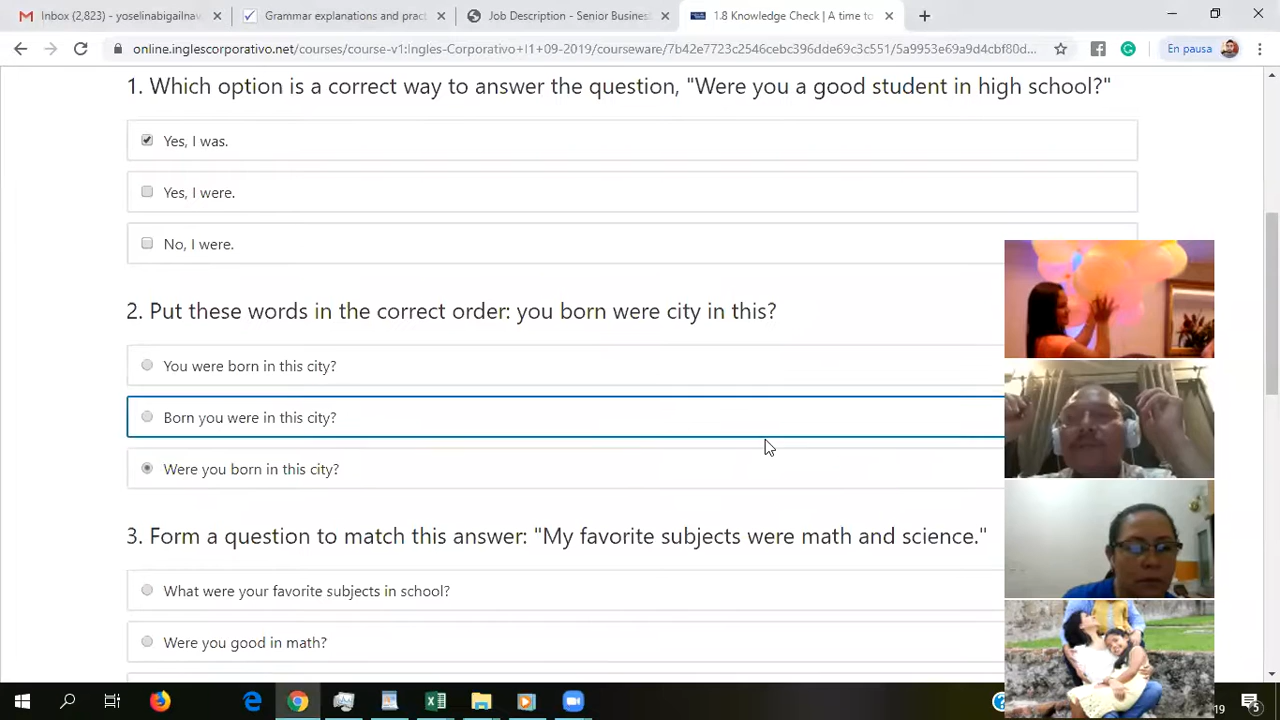 Inbox (2,823) - yoselinabigailnav
Grammar explanations and pract
Job Description - Senior Busines
1.8 Knowledge Check | A time to
online.inglescorporativo.net/courses/course-v1:Ingles-Corporativo+I1+09-2019/courseware/7b42e7723c2546cebc396dde69c3c551/5a9953e69a9d4cbf80d...
En pausa
1. Which option is a correct way to answer the question, "Were you a good student in high school?"
Yes, I was.
Yes, I were.
No, I were.
2. Put these words in the correct order: you born were city in this?
You were born in this city?
Born you were in this city?
Were you born in this city?
3. Form a question to match this answer: "My favorite subjects were math and science."
What were your favorite subjects in school?
Were you good in math?
19
5